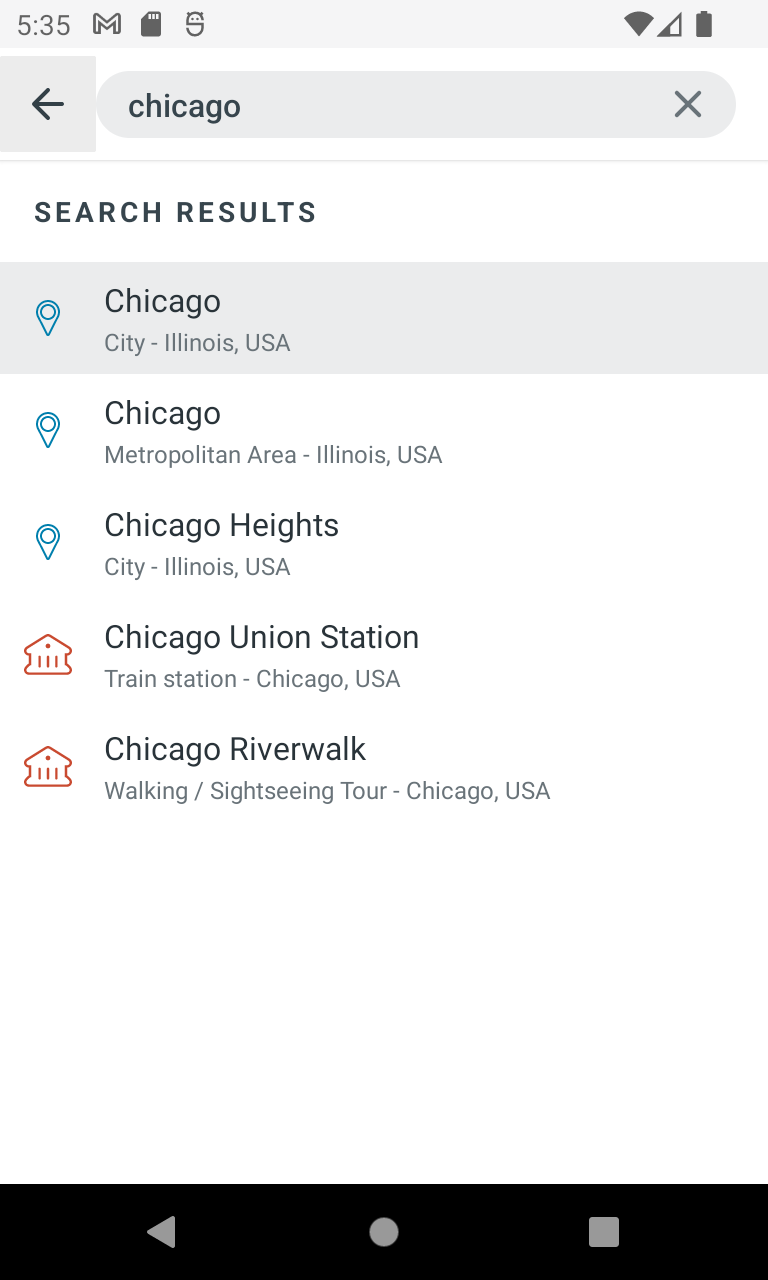 5:35
chicago
SEARCH RESULTS
Chicago
City - Illinois, USA
Chicago
Metropolitan Area - Illinois, USA
Chicago Heights
City - Illinois, USA
Chicago Union Station
Train station - Chicago, USA
Chicago Riverwalk
Walking / Sightseeing Tour - Chicago, USA